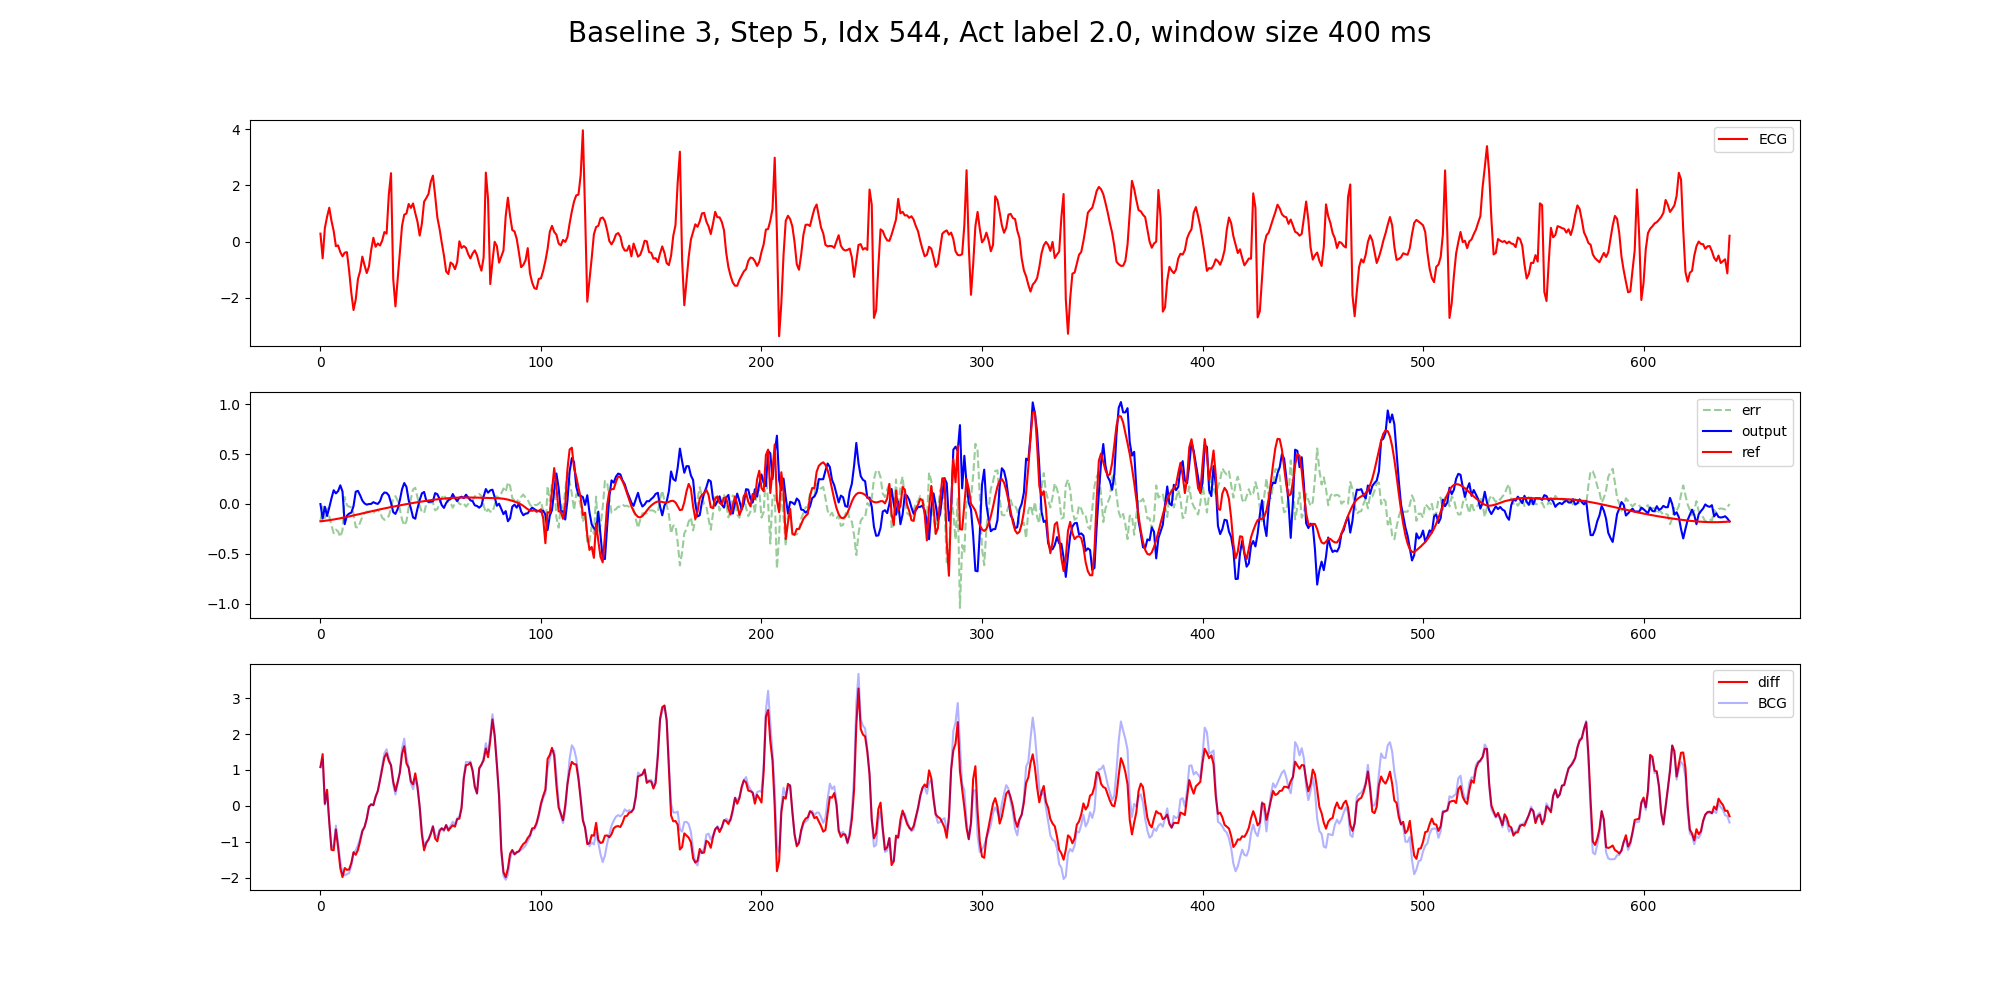 Baseline 3, Step 5, Idx 544, Act label 2.0, window size 400 ms
4
2
0
−2
ECG
0 100 200 300 400 500 600
1.0
0.5
0.0
−0.5
−1.0
err
output
ref
0 100 200 300 400 500 600
3
2
1
0
−1
−2
diff
BCG
0 100 200 300 400 500 600